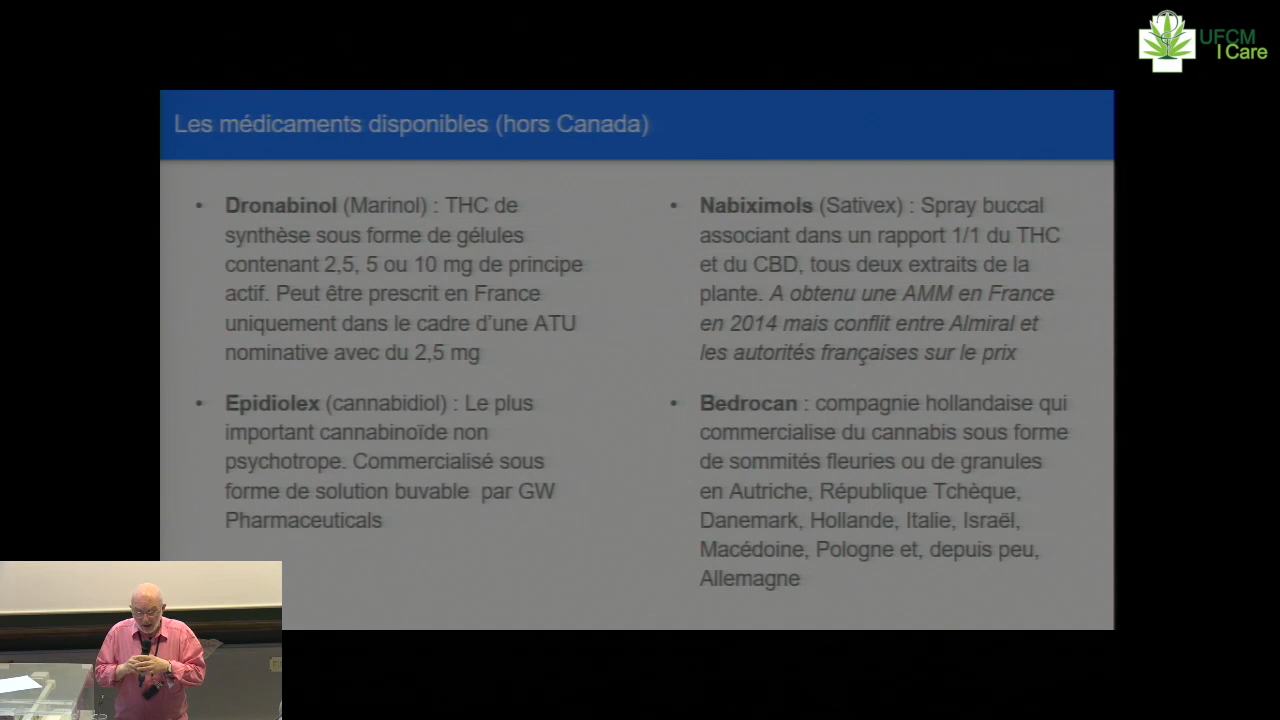 UFCM
I Care
Les médicaments disponibles (hors Canada)
• Dronabinol (Marinol) : THC de
synthèse sous forme de gélules
contenant 2,5, 5 ou 10 mg de principe
actif. Peut être prescrit en France
uniquement dans le cadre d'une ATU
nominative avec du 2,5 mg
• Epidiolex (cannabidiol) : Le plus
important cannabinoïde non
psychotrope. Commercialisé sous
forme de solution buvable par GW
Pharmaceuticals
• Nabiximols (Sativex) : Spray buccal
associant dans un rapport 1/1 du THC
et du CBD, tous deux extraits de la
plante. A obtenu une AMM en France
en 2014 mais conflit entre Almiral et
les autorités françaises sur le prix
• Bedrocan : compagnie hollandaise qui
commercialise du cannabis sous forme
de sommités fleuries ou de granules
en Autriche, République Tchèque,
Danemark, Hollande, Italie, Israël,
Macédoine, Pologne et, depuis peu,
Allemagne